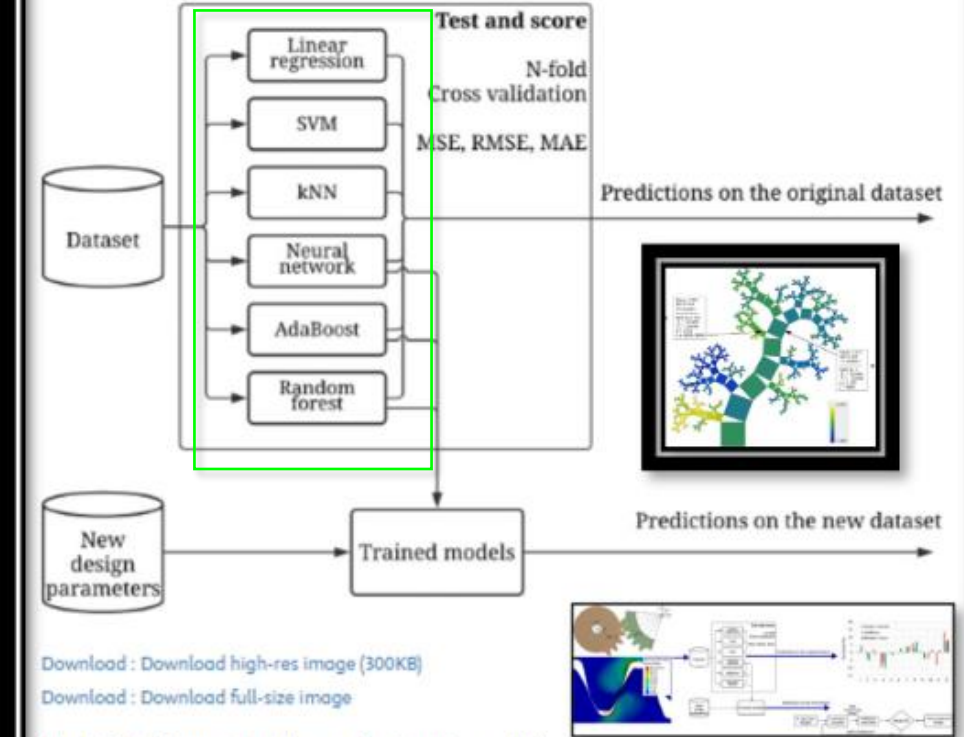 Test and score
Linear
regression
N-fold
Cross validation
SVM
MSE, RMSE, MAE
kNN
Predictions on the original dataset
Dataset
Neural
network
AdaBoost
Random
forest
New
design
parameters
Trained models
Predictions on the new dataset
Download : Download high-res image (300KB)
Download : Download full-size image